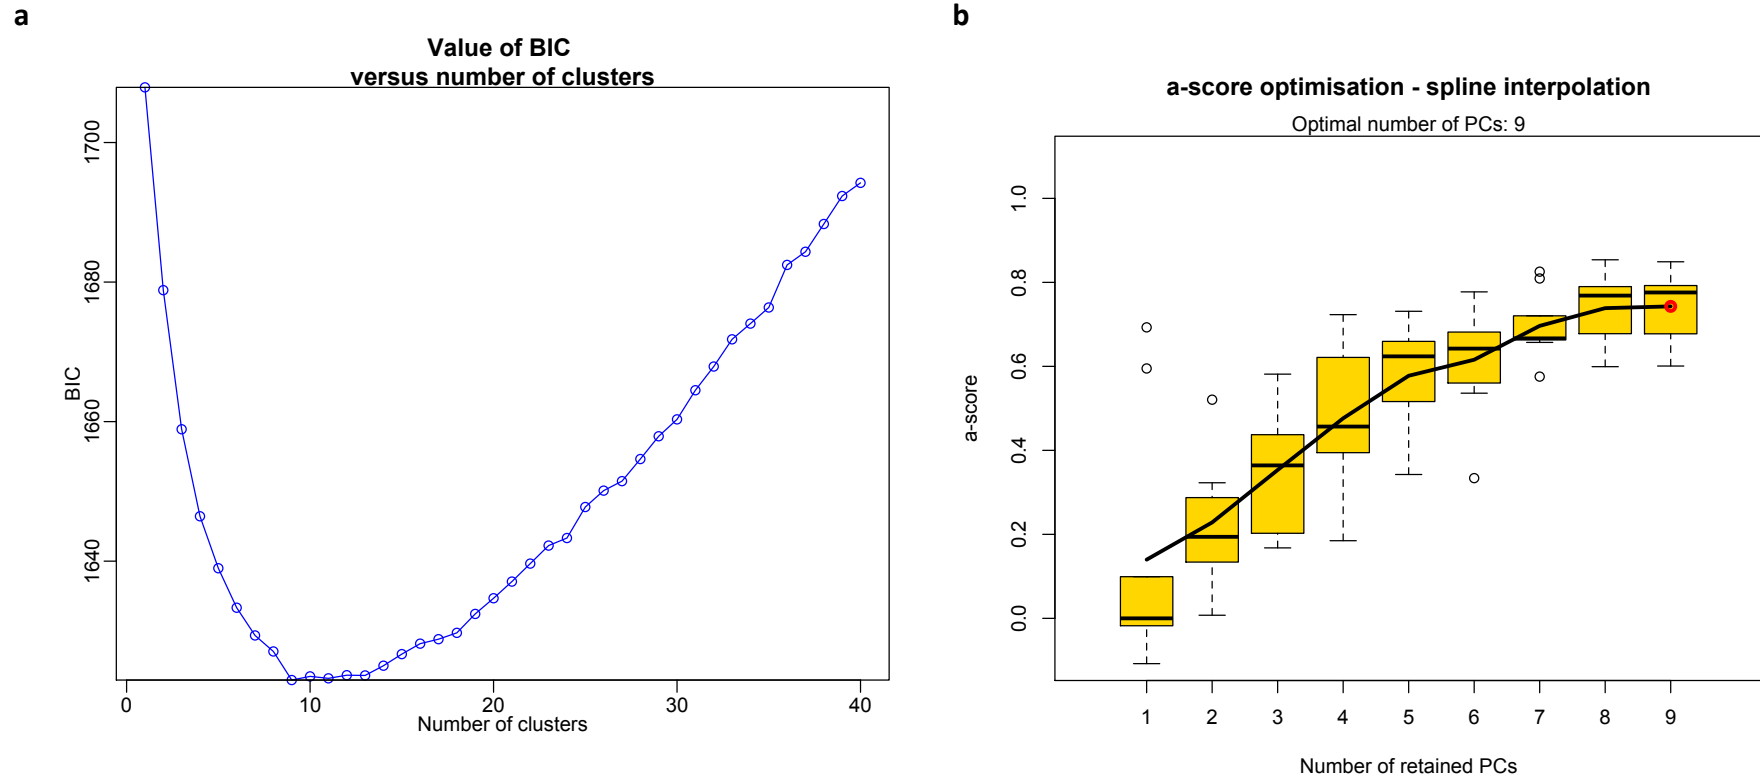 a
Value of BIC
versus number of clusters
BIC
1700
1680
1660
1640
0 10 20 30 40
Number of clusters
b
a-score optimisation - spline interpolation
Optimal number of PCs: 9
a-score
1.0
0.8
0.6
0.4
0.2
0.0
1 2 3 4 5 6 7 8 9
Number of retained PCs